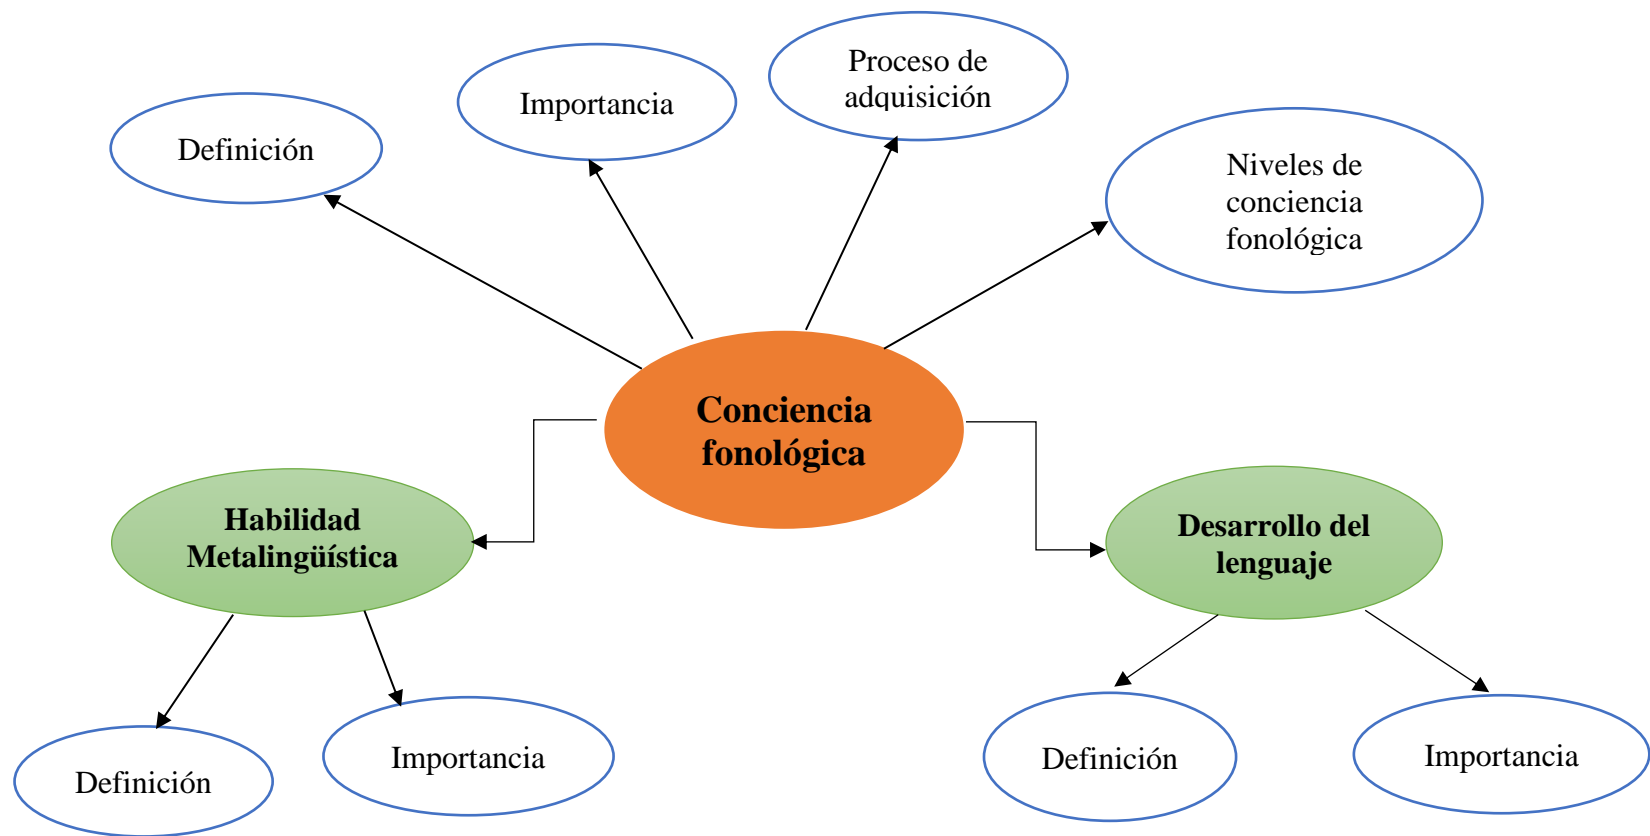 Definición
Importancia
Proceso de
adquisición
Niveles de
conciencia
fonológica
Conciencia
fonológica
Habilidad
Metalingüística
Desarrollo del
lenguaje
Definición
Importancia
Definición
Importancia